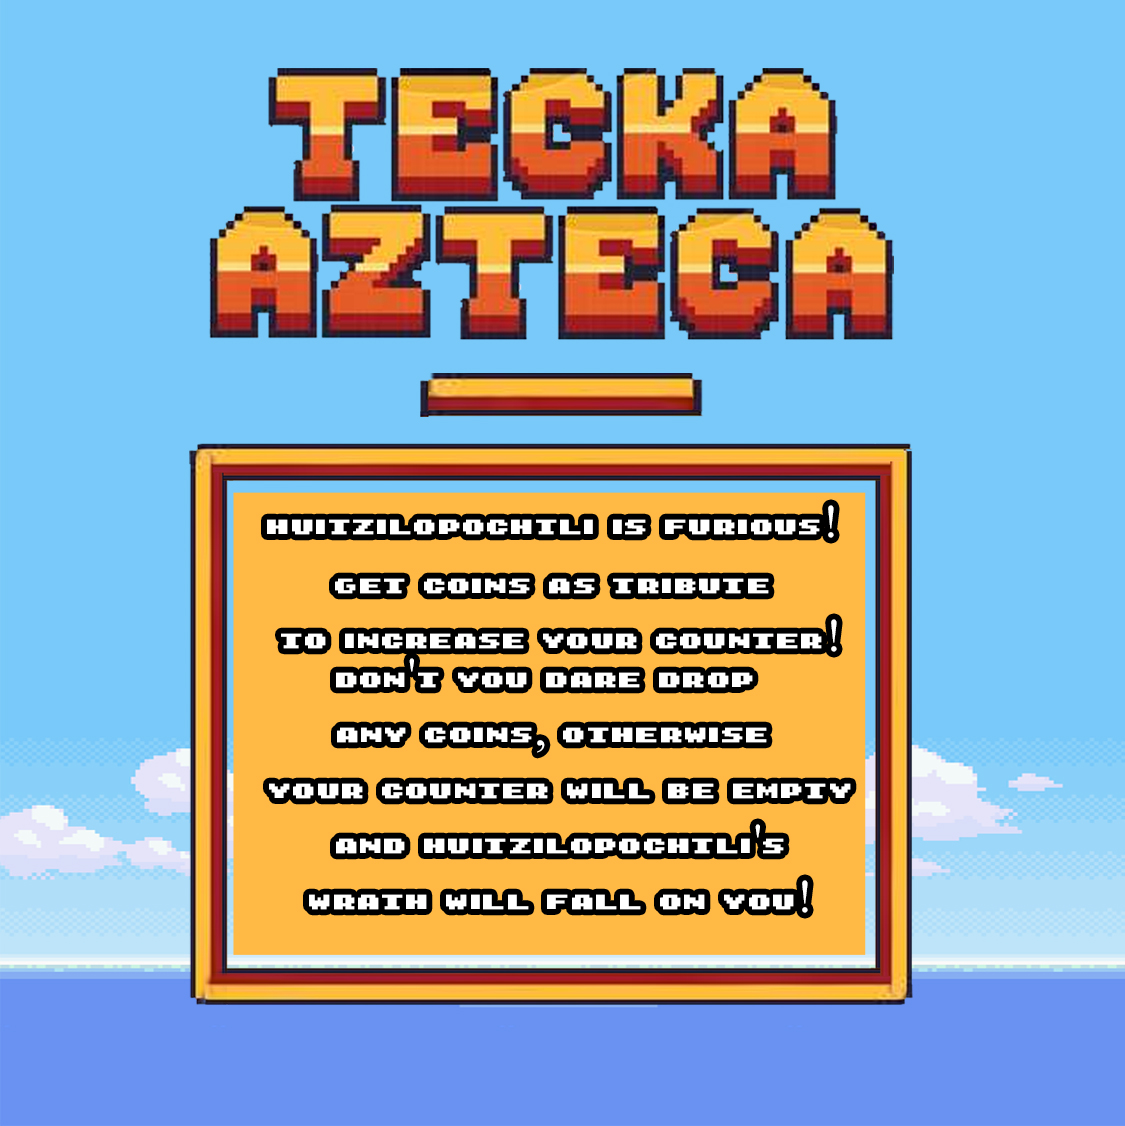 TECKA
AZTECA
HUITZILOPOCHTLI IS FURIOUS!
GET COINS AS TRIBUTE
TO INCREASE YOUR COUNTER!
DON'T YOU DARE DROP
ANY COINS, OTHERWISE
YOUR COUNTER WILL BE EMPTY
AND HUITZILOPOCHTLI'S
WRATH WILL FALL ON YOU!